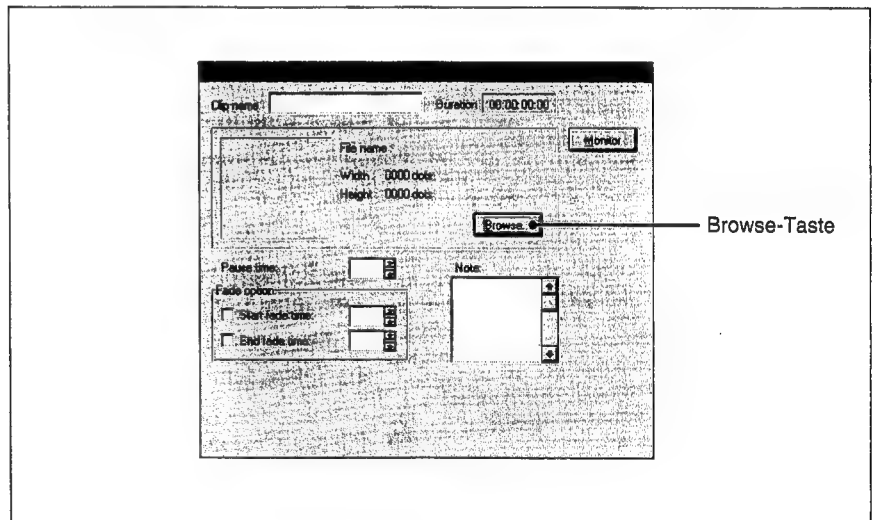 Clip name: Duration 00:00:00:00
Monitor
File name
Width 0000 dots
Height 0000 dots
Browse
Browse-Taste
Pause time:
Note:
Fade option
Start fade time:
End fade time: